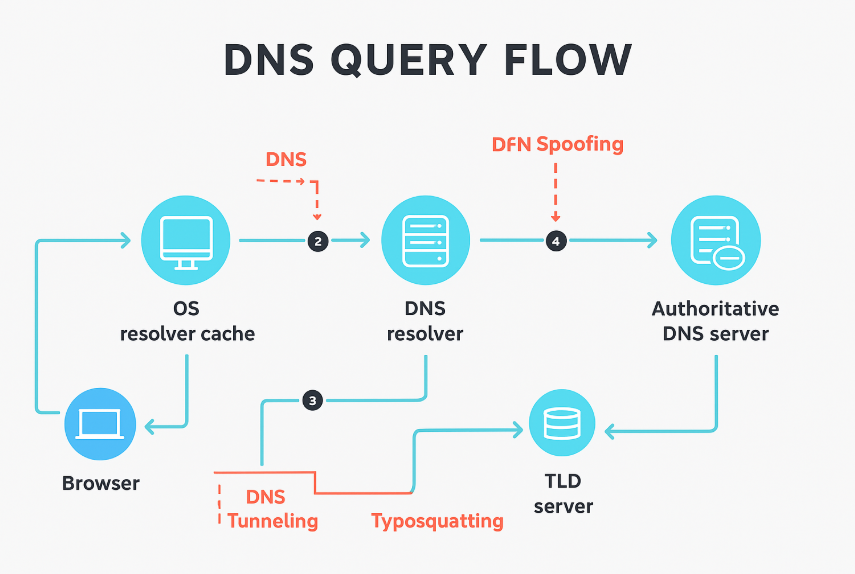 DNS QUERY FLOW
DNS
DFN Spoofing
2
4
OS
resolver cache
DNS
resolver
Authoritative
DNS server
3
Browser
DNS
Tunneling
Typosquatting
TLD
server